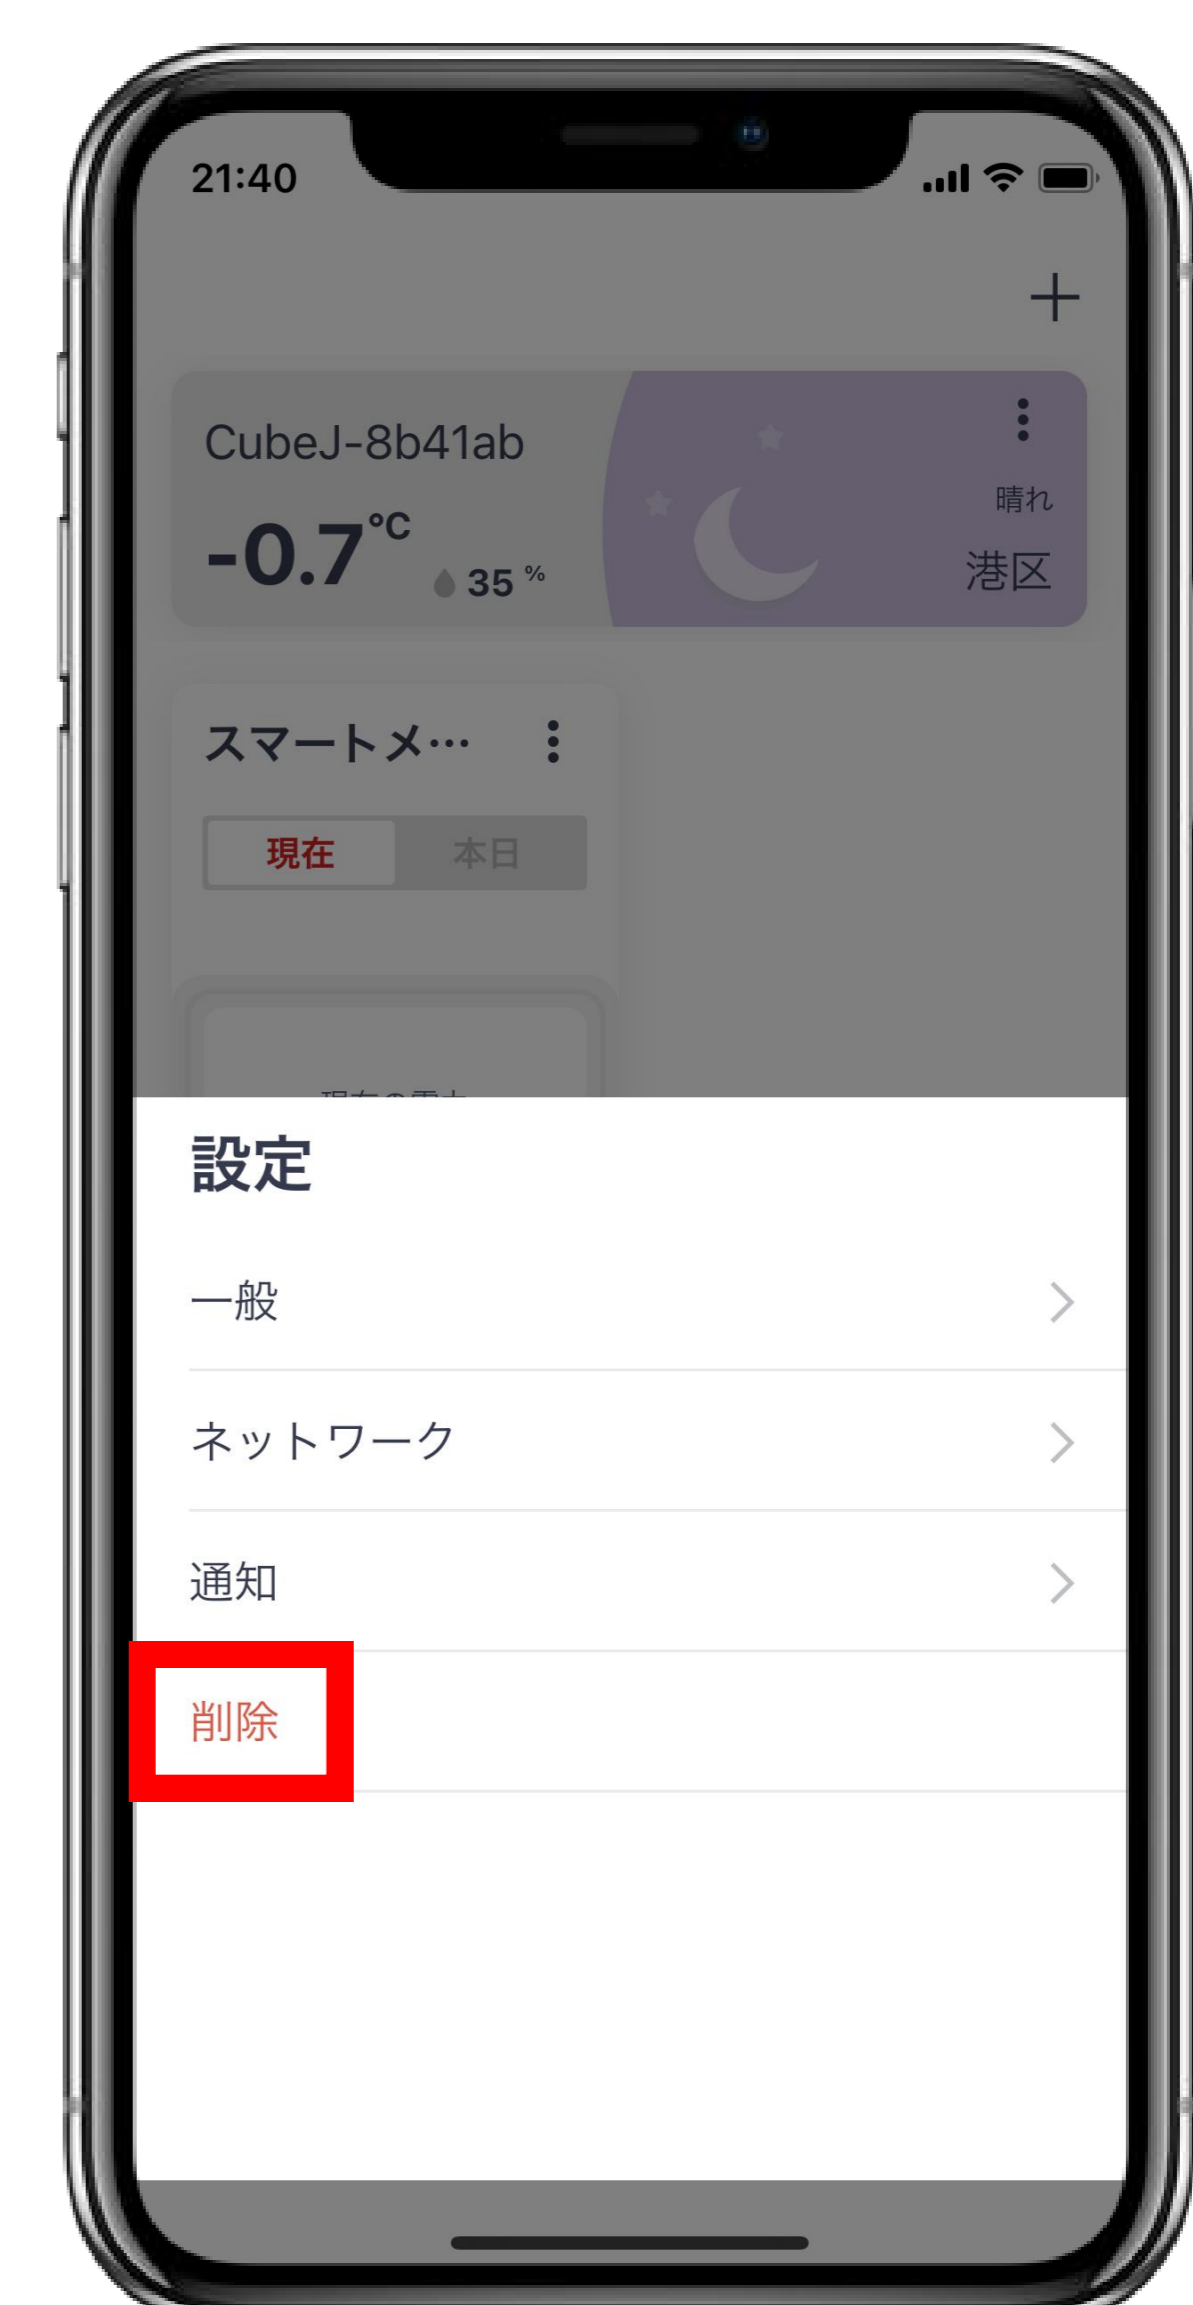 21:40
CubeJ-8b41ab
-0.7°C
35 %
晴れ
港区
スマートメ…
現在
本日
設定
一般
ネットワーク
通知
削除